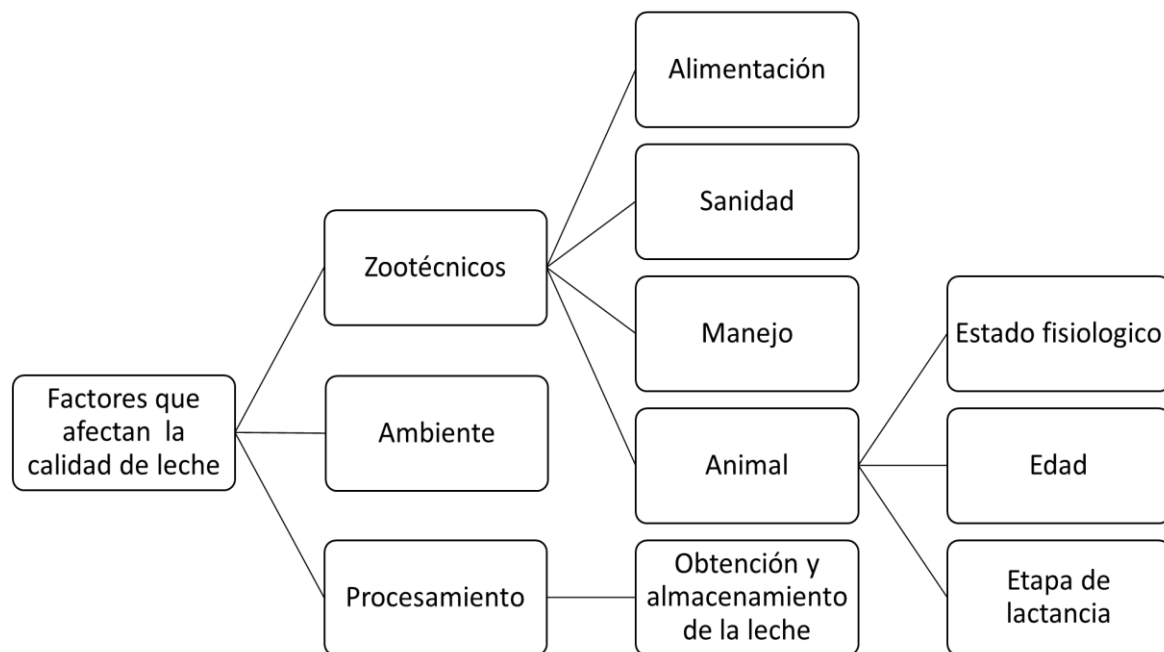 Factores que
afectan  la
calidad de leche
Zootécnicos
Ambiente
Procesamiento
Alimentación
Sanidad
Manejo
Animal
Obtención y
almacenamiento
de la leche
Estado fisiologico
Edad
Etapa de
lactancia